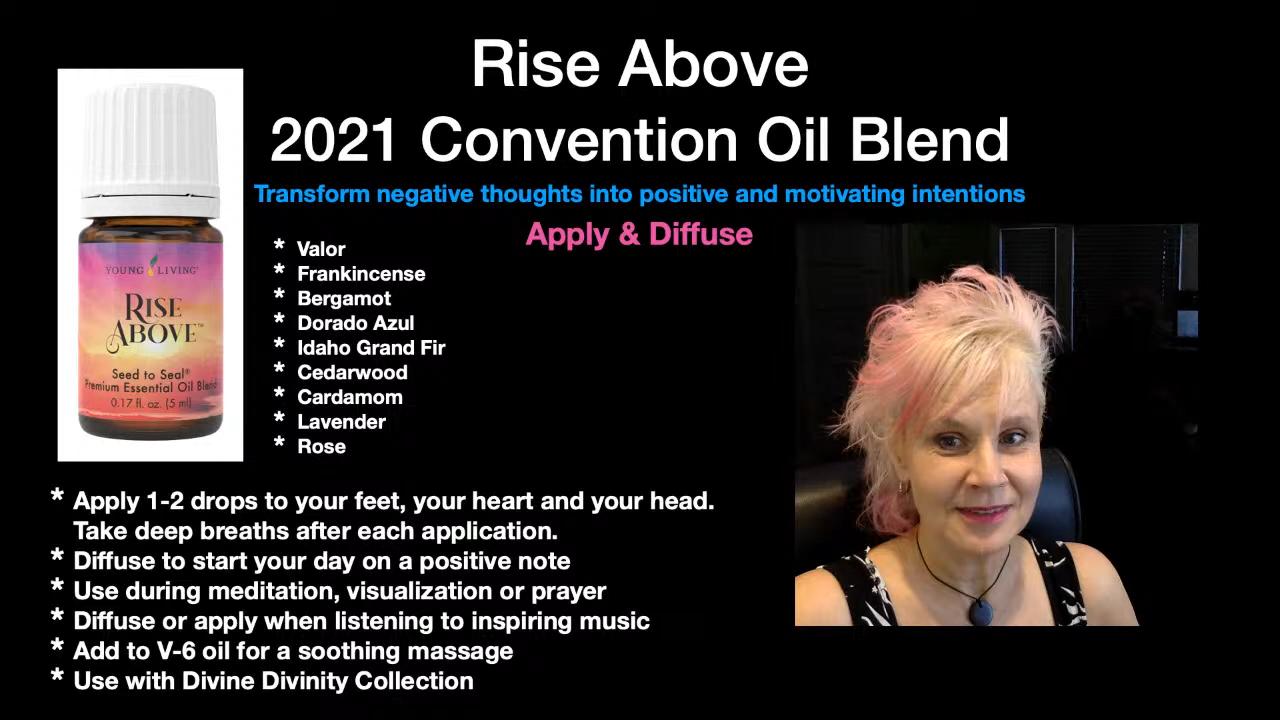 Rise Above
2021 Convention Oil Blend
Transform negative thoughts into positive and motivating intentions
Apply & Diffuse
YOUNG LIVING®
RISE
ABOVE™
Seed to Seal®
Premium Essential Oil Blend
0.17 fl. oz. (5 ml)
* Valor
* Frankincense
* Bergamot
* Dorado Azul
* Idaho Grand Fir
* Cedarwood
* Cardamom
* Lavender
* Rose
* Apply 1-2 drops to your feet, your heart and your head.
Take deep breaths after each application.
* Diffuse to start your day on a positive note
* Use during meditation, visualization or prayer
* Diffuse or apply when listening to inspiring music
* Add to V-6 oil for a soothing massage
* Use with Divine Divinity Collection